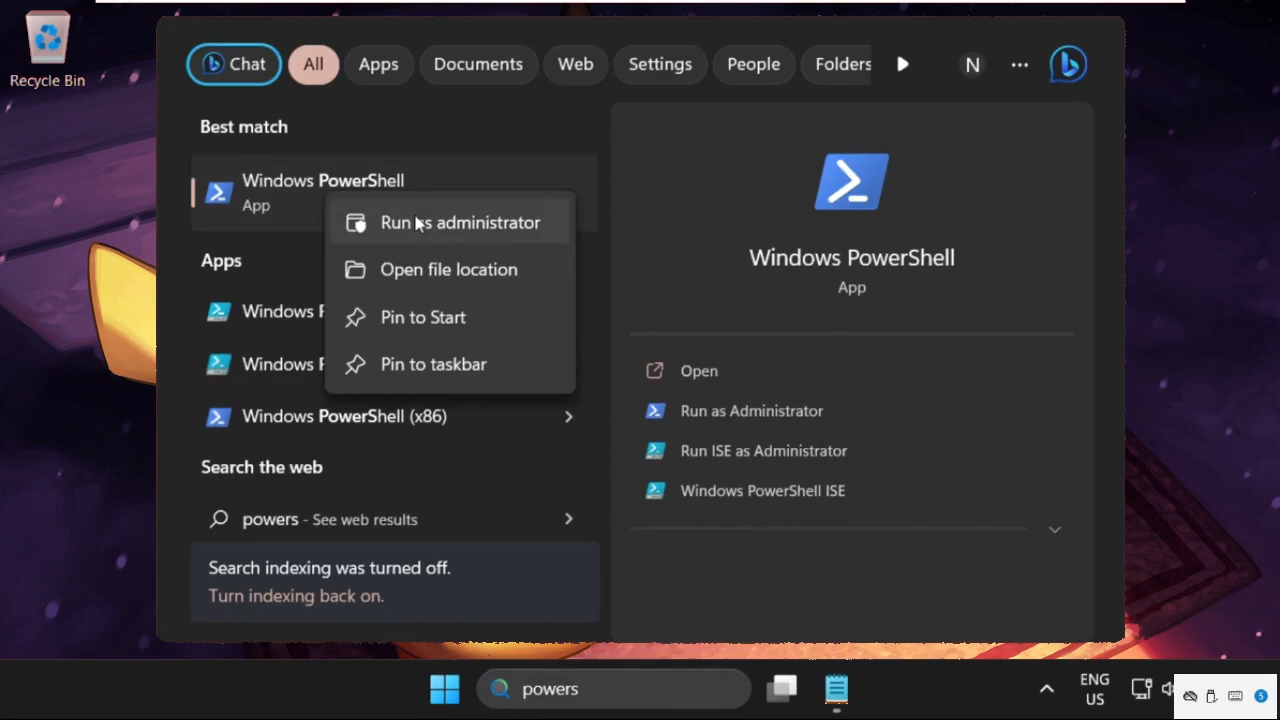 Recycle Bin
Chat
All
Apps
Documents
Web
Settings
People
Folders
N
Best match
Windows PowerShell
App
Run as administrator
Open file location
Pin to Start
Pin to taskbar
Apps
Windows
Windows
Windows PowerShell (x86)
Search the web
powers - See web results
Search indexing was turned off.
Turn indexing back on.
Windows PowerShell
App
Open
Run as Administrator
Run ISE as Administrator
Windows PowerShell ISE
powers
ENG
US
5